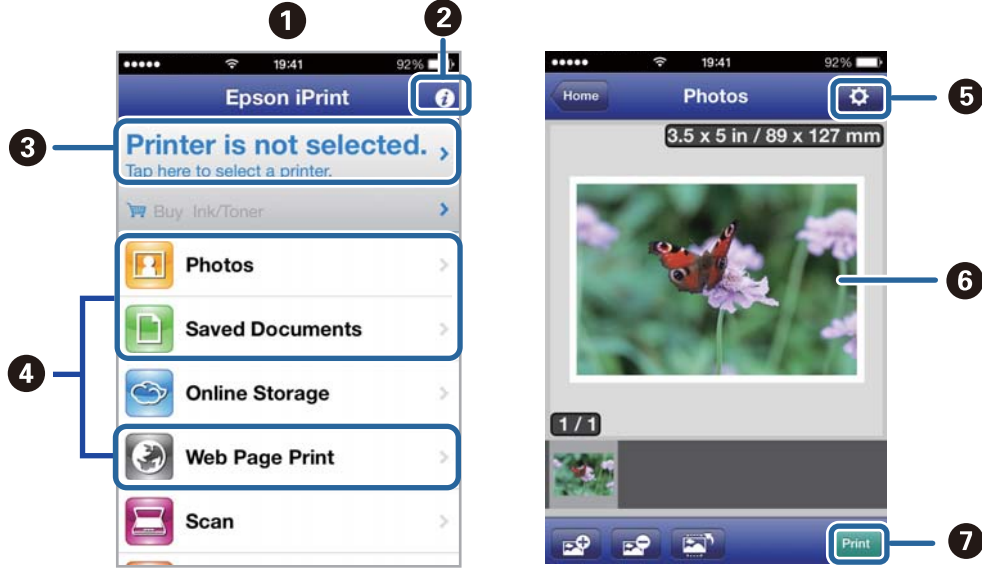 1
2
19:41
92%
Epson iPrint
i
3
Printer is not selected.
Tap here to select a printer.
Buy Ink/Toner
Photos
Saved Documents
4
Online Storage
Web Page Print
Scan
19:41
92%
Home
Photos
5
3.5 x 5 in / 89 x 127 mm
6
1 / 1
Print
7